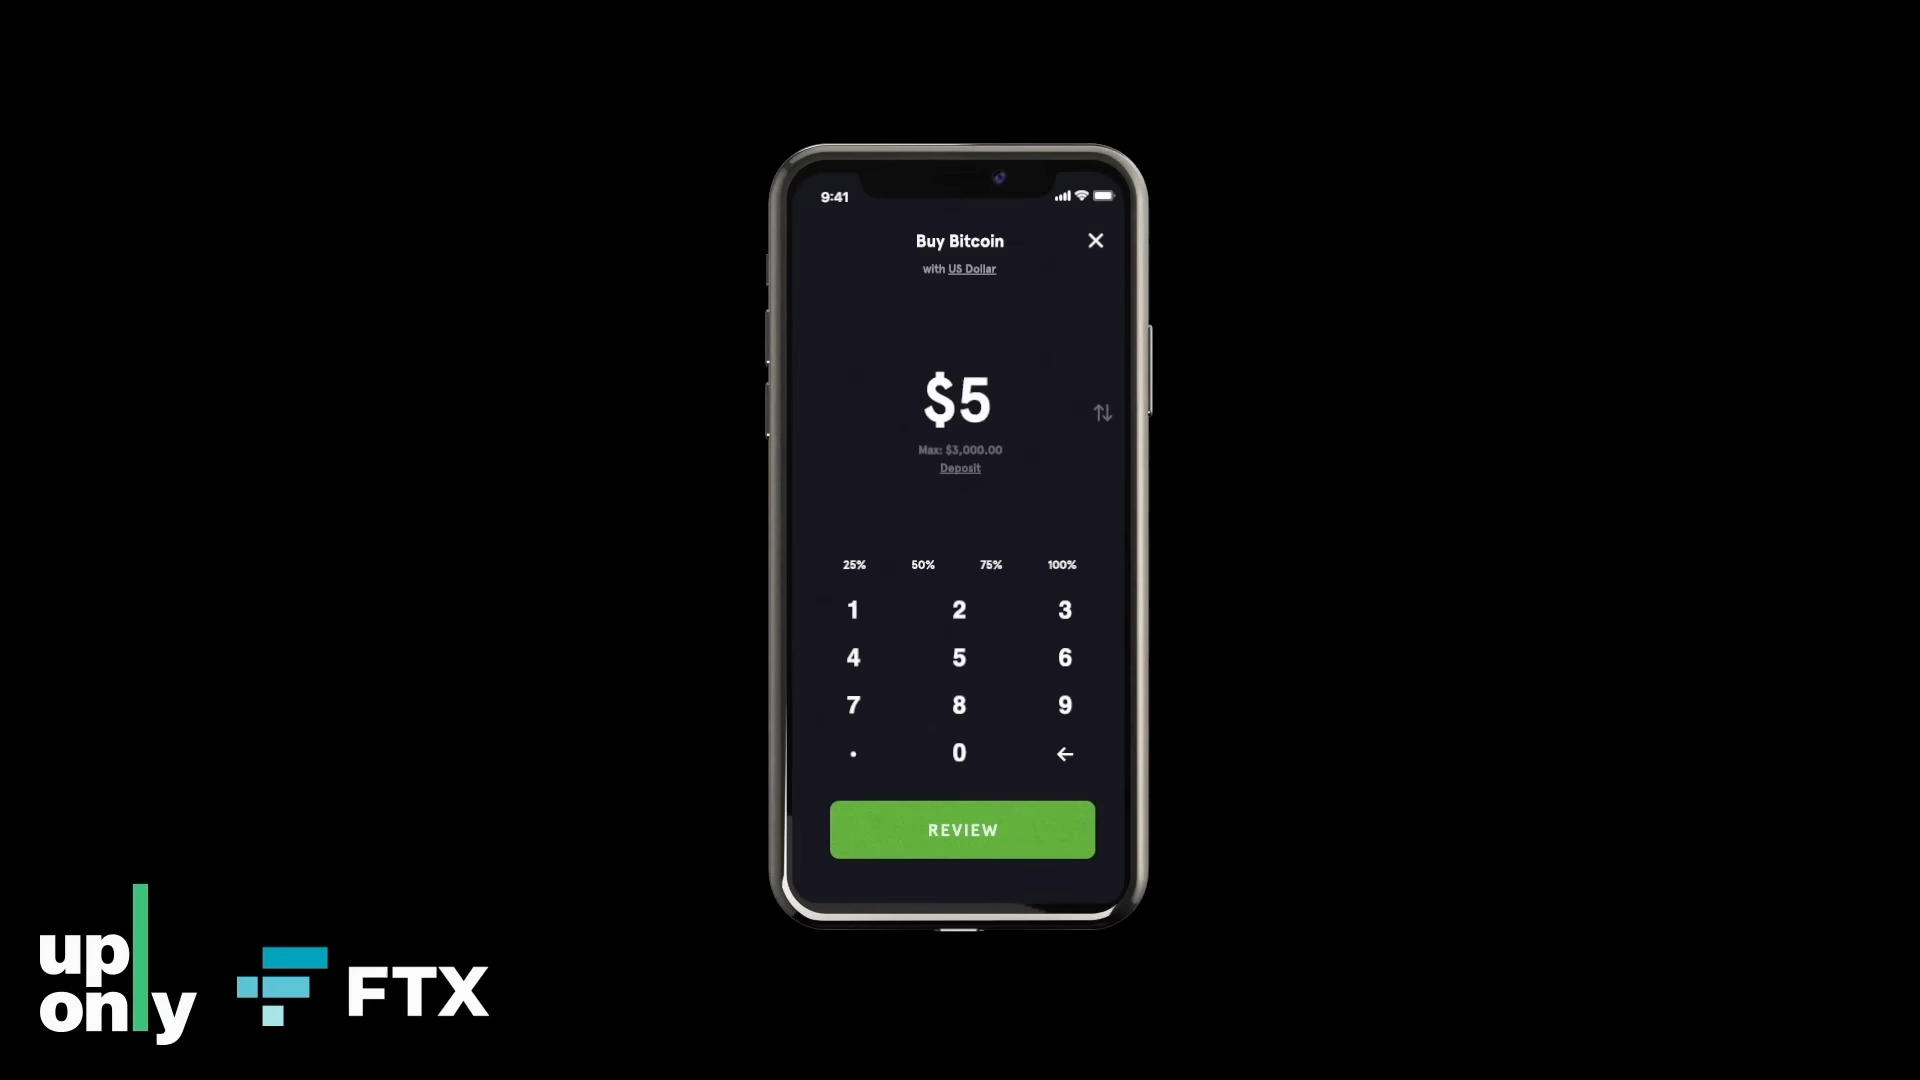 9:41
Buy Bitcoin
with US Dollar
$5
Max: $3,000.00
Deposit
25% 50% 75% 100%
1 2 3
4 5 6
7 8 9
. 0
REVIEW
up
only
FTX